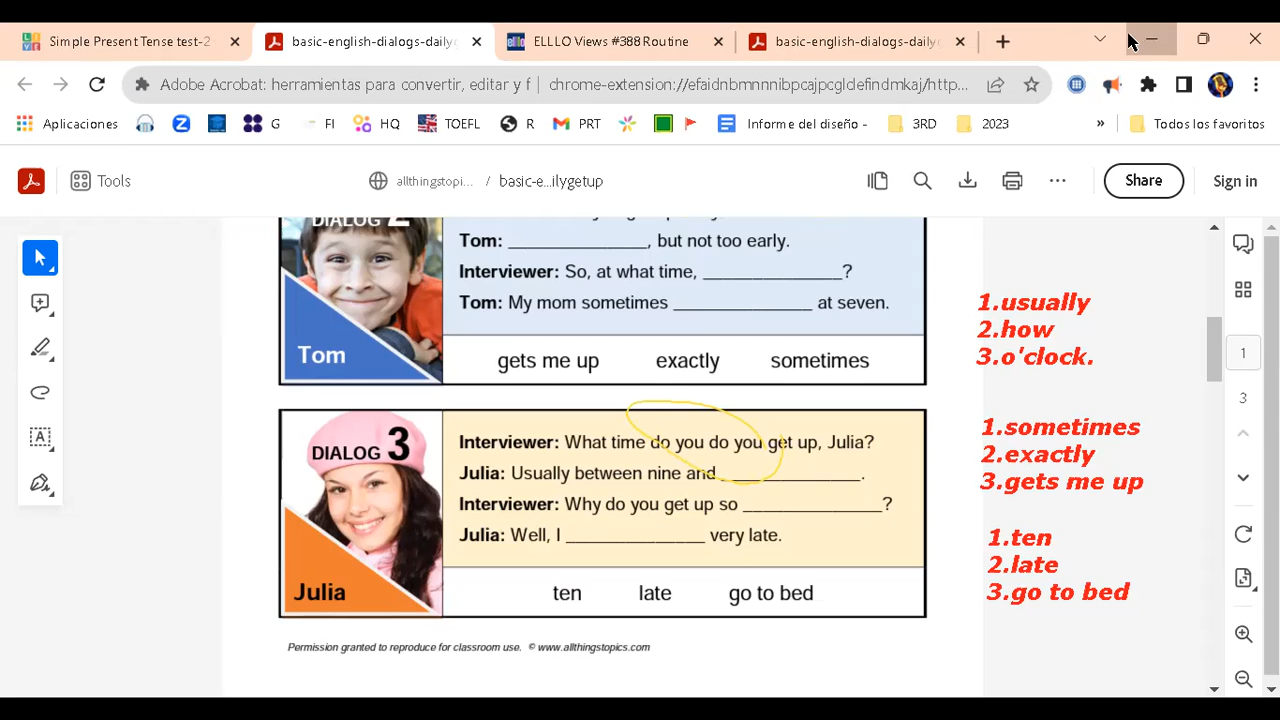 Simple Present Tense test-2
basic-english-dialogs-daily
ELLLO Views #388 Routine
basic-english-dialogs-daily
Adobe Acrobat: herramientas para convertir, editar y f
chrome-extension://efaidnbmnnnibpcajpcglclefindmkaj/http...
Aplicaciones
G
FI
HQ
TOEFL
R
PRT
Informe del diseño -
3RD
2023
»
Todos los favoritos
Tools
allthingstopi... / basic-e...ilygetup
Share
Sign in
DIALOG 2
Tom: ______________, but not too early.
Interviewer: So, at what time, ______________?
Tom: My mom sometimes ______________ at seven.
Tom
gets me up exactly sometimes
DIALOG 3
Interviewer: What time do you do you get up, Julia?
Julia: Usually between nine and ______________.
Interviewer: Why do you get up so ______________?
Julia: Well, I ______________ very late.
Julia
ten late go to bed
Permission granted to reproduce for classroom use. © www.allthingstopics.com
1.usually
2.how
3.o'clock.
1.sometimes
2.exactly
3.gets me up
1.ten
2.late
3.go to bed
1
3